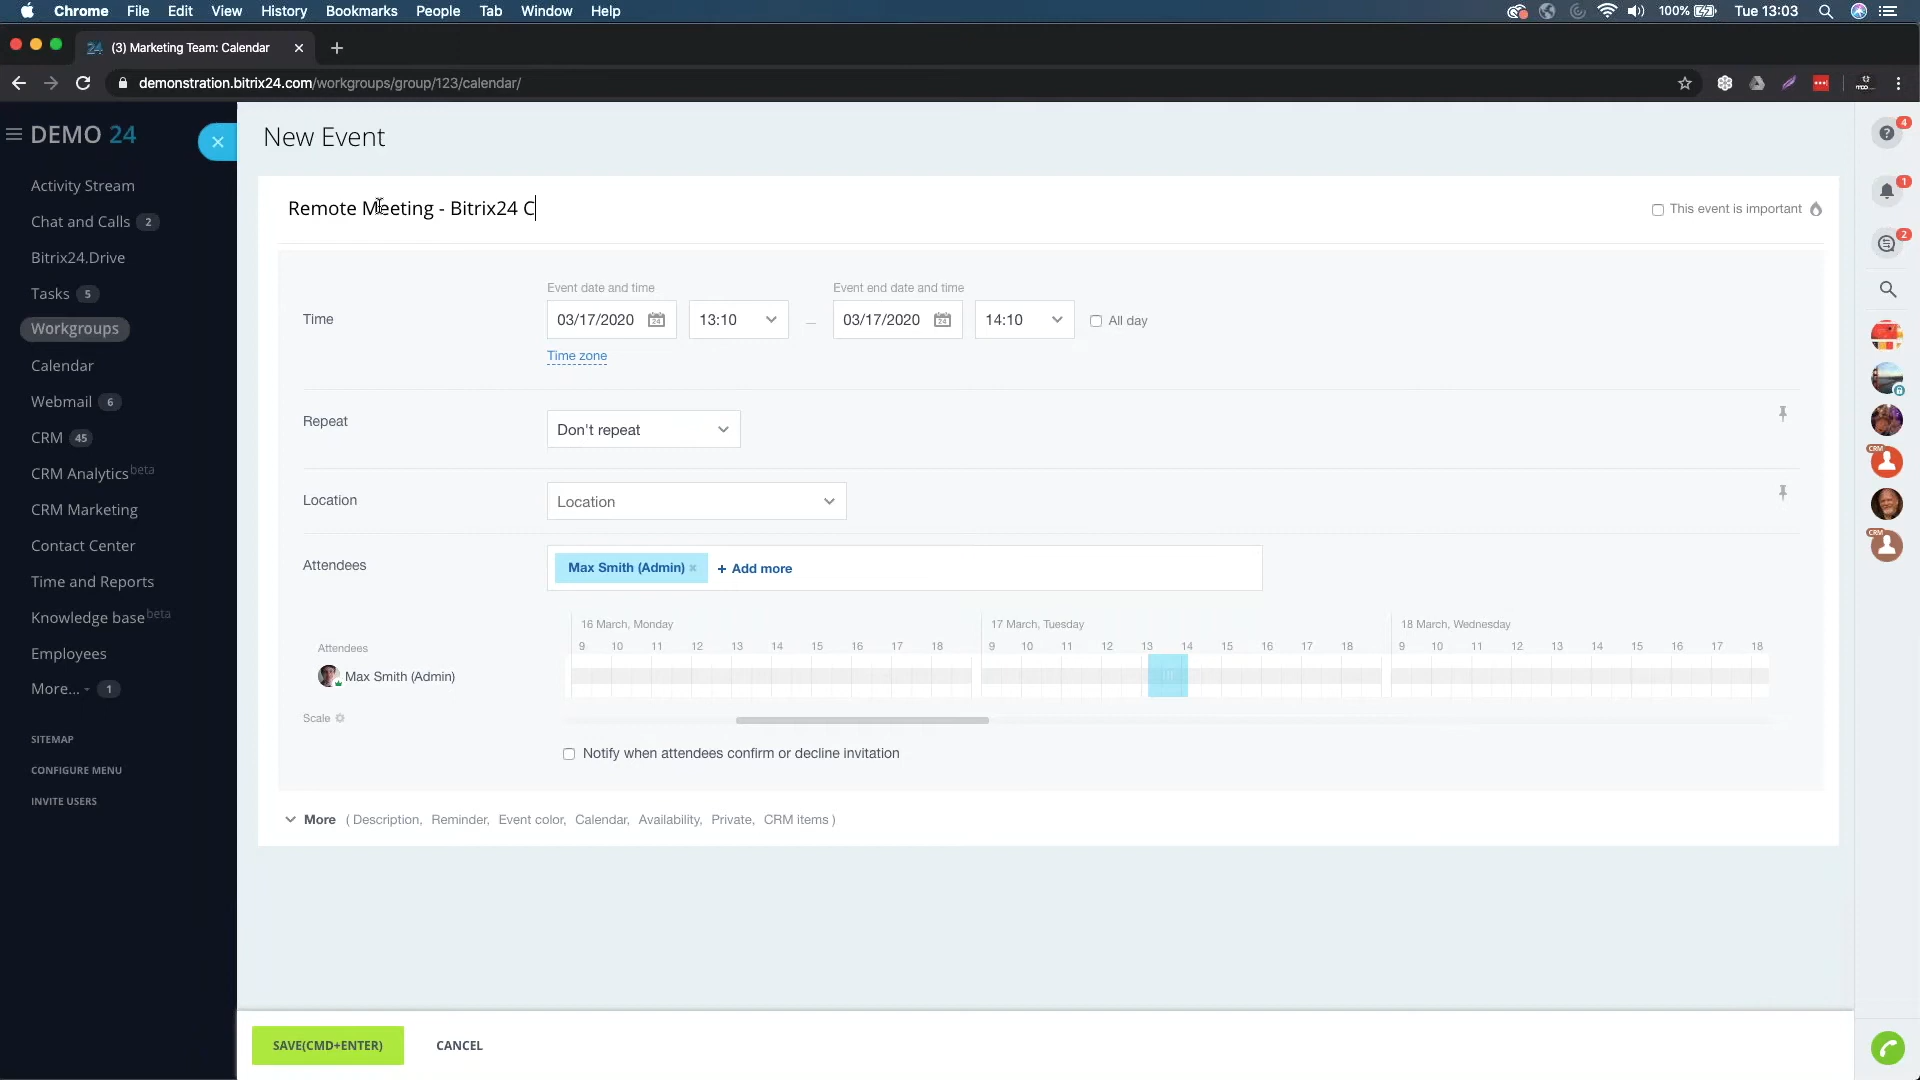 Chrome File Edit View History Bookmarks People Tab Window Help 100% Tue 13:03
24 (3) Marketing Team: Calendar
demonstration.bitrix24.com/workgroups/group/123/calendar/
DEMO 24
Activity Stream
Chat and Calls 2
Bitrix24.Drive
Tasks 5
Workgroups
Calendar
Webmail 6
CRM 45
CRM Analytics beta
CRM Marketing
Contact Center
Time and Reports
Knowledge base beta
Employees
More... 1
SITEMAP
CONFIGURE MENU
INVITE USERS
New Event
Remote Meeting - Bitrix24 C
This event is important
Time
Event date and time
Event end date and time
03/17/2020 13:10 – 03/17/2020 14:10 All day
Time zone
Repeat
Don't repeat
Location
Location
Attendees
Max Smith (Admin) × + Add more
16 March, Monday 17 March, Tuesday 18 March, Wednesday
9 10 11 12 13 14 15 16 17 18 9 10 11 12 13 14 15 16 17 18 9 10 11 12 13 14 15 16 17 18
Attendees
Max Smith (Admin)
Scale
Notify when attendees confirm or decline invitation
More ( Description, Reminder, Event color, Calendar, Availability, Private, CRM items )
SAVE(CMD+ENTER) CANCEL
4
1
2
CRM
CRM